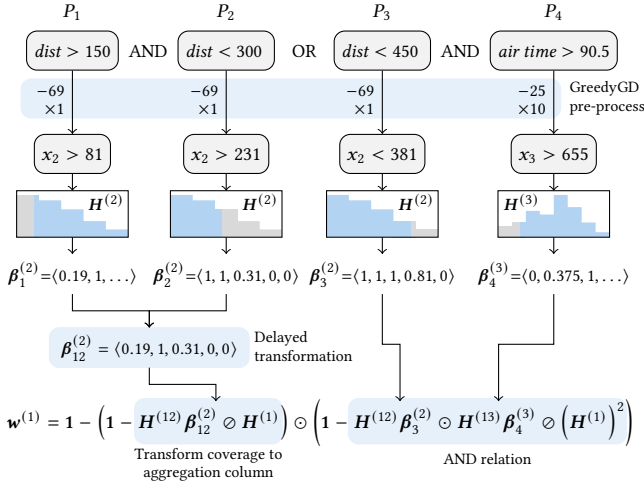 P₁ P₂ P₃ P₄
dist > 150 AND dist < 300 OR dist < 450 AND air time > 90.5
−69 −69 −69 −25 GreedyGD
×1 ×1 ×1 ×10 pre-process
x₂ > 81 x₂ > 231 x₂ < 381 x₃ > 655
H⁽²⁾ H⁽²⁾ H⁽²⁾ H⁽³⁾
β₁⁽²⁾=⟨0.19, 1, . . .⟩ β₂⁽²⁾=⟨1, 1, 0.31, 0, 0⟩ β₃⁽²⁾=⟨1, 1, 1, 0.81, 0⟩ β₄⁽³⁾=⟨0, 0.375, 1, . . .⟩
β₁₂⁽²⁾ = ⟨0.19, 1, 0.31, 0, 0⟩ Delayed
transformation
w⁽¹⁾ = 1 − (1 − H⁽¹²⁾β₁₂⁽²⁾ ⊘ H⁽¹⁾) ⊙ (1 − H⁽¹²⁾β₃⁽²⁾ ⊙ H⁽¹³⁾β₄⁽³⁾ ⊘ (H⁽¹⁾)²)
Transform coverage to AND relation
aggregation column